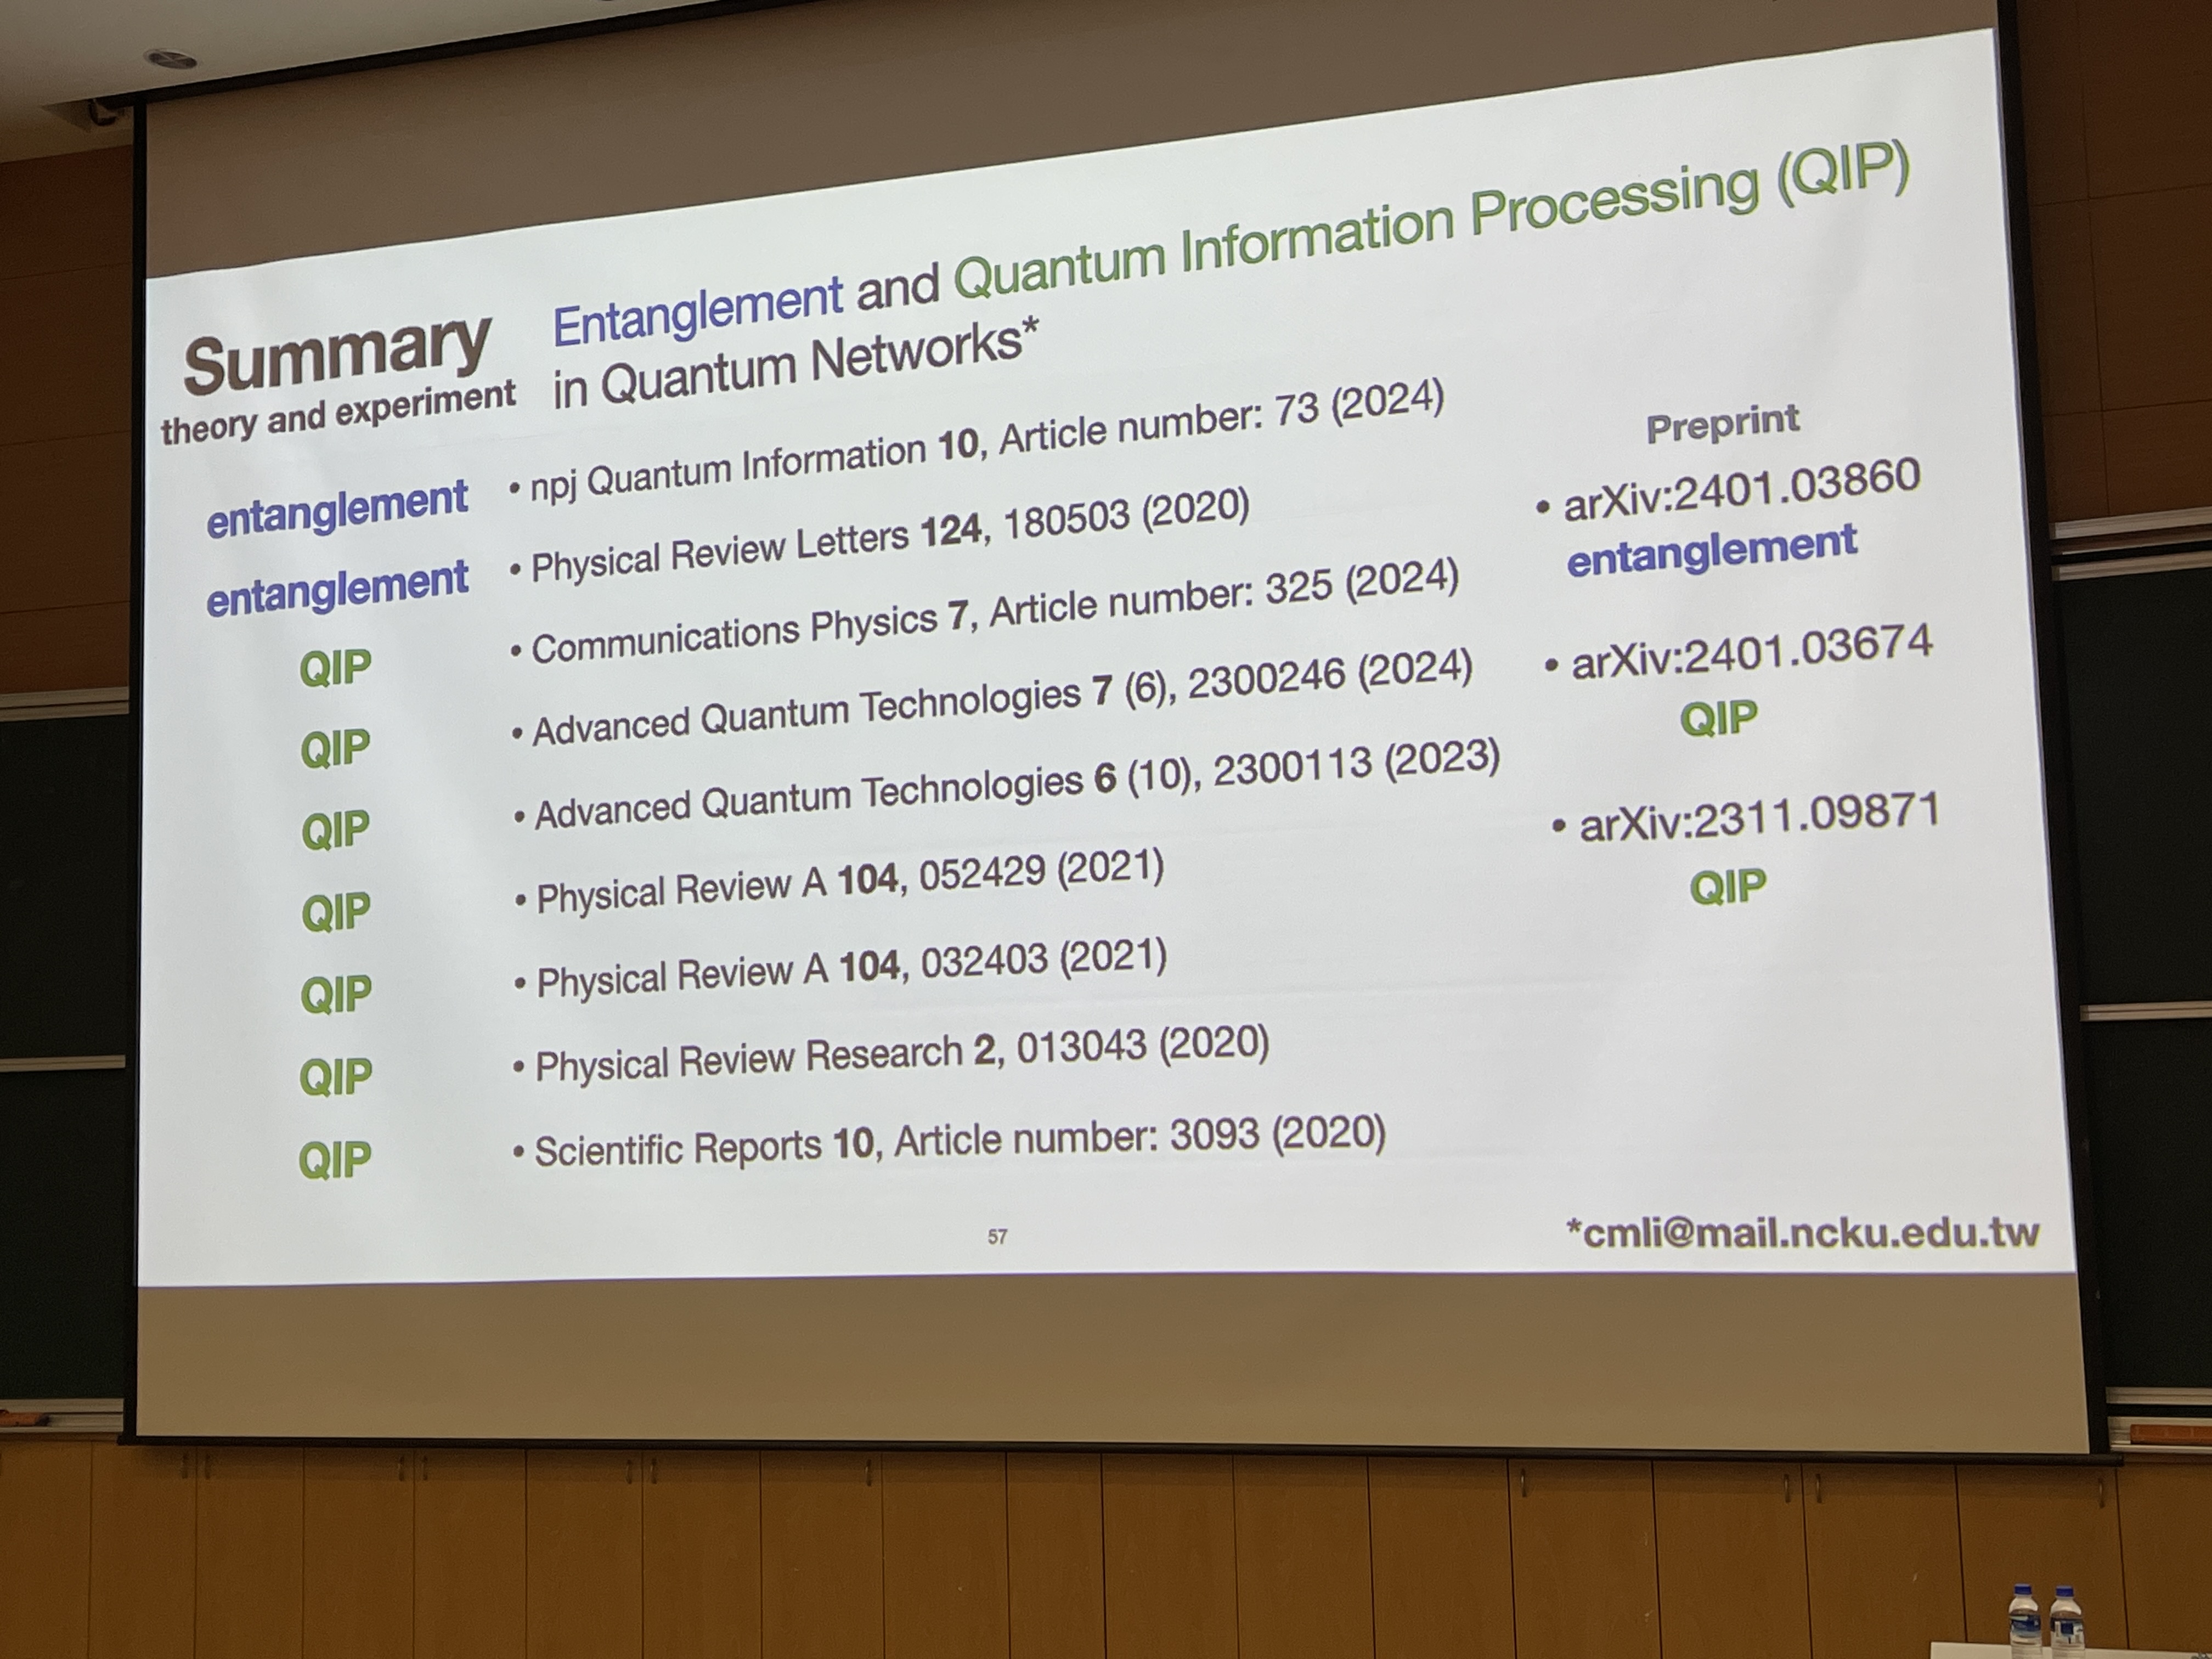 Summary
theory and experiment
Entanglement and Quantum Information Processing (QIP)
in Quantum Networks*
entanglement • npj Quantum Information 10, Article number: 73 (2024)
entanglement • Physical Review Letters 124, 180503 (2020)
QIP • Communications Physics 7, Article number: 325 (2024)
QIP • Advanced Quantum Technologies 7 (6), 2300246 (2024)
QIP • Advanced Quantum Technologies 6 (10), 2300113 (2023)
QIP • Physical Review A 104, 052429 (2021)
QIP • Physical Review A 104, 032403 (2021)
QIP • Physical Review Research 2, 013043 (2020)
QIP • Scientific Reports 10, Article number: 3093 (2020)
Preprint
• arXiv:2401.03860
entanglement
• arXiv:2401.03674
QIP
• arXiv:2311.09871
QIP
57
*cmli@mail.ncku.edu.tw